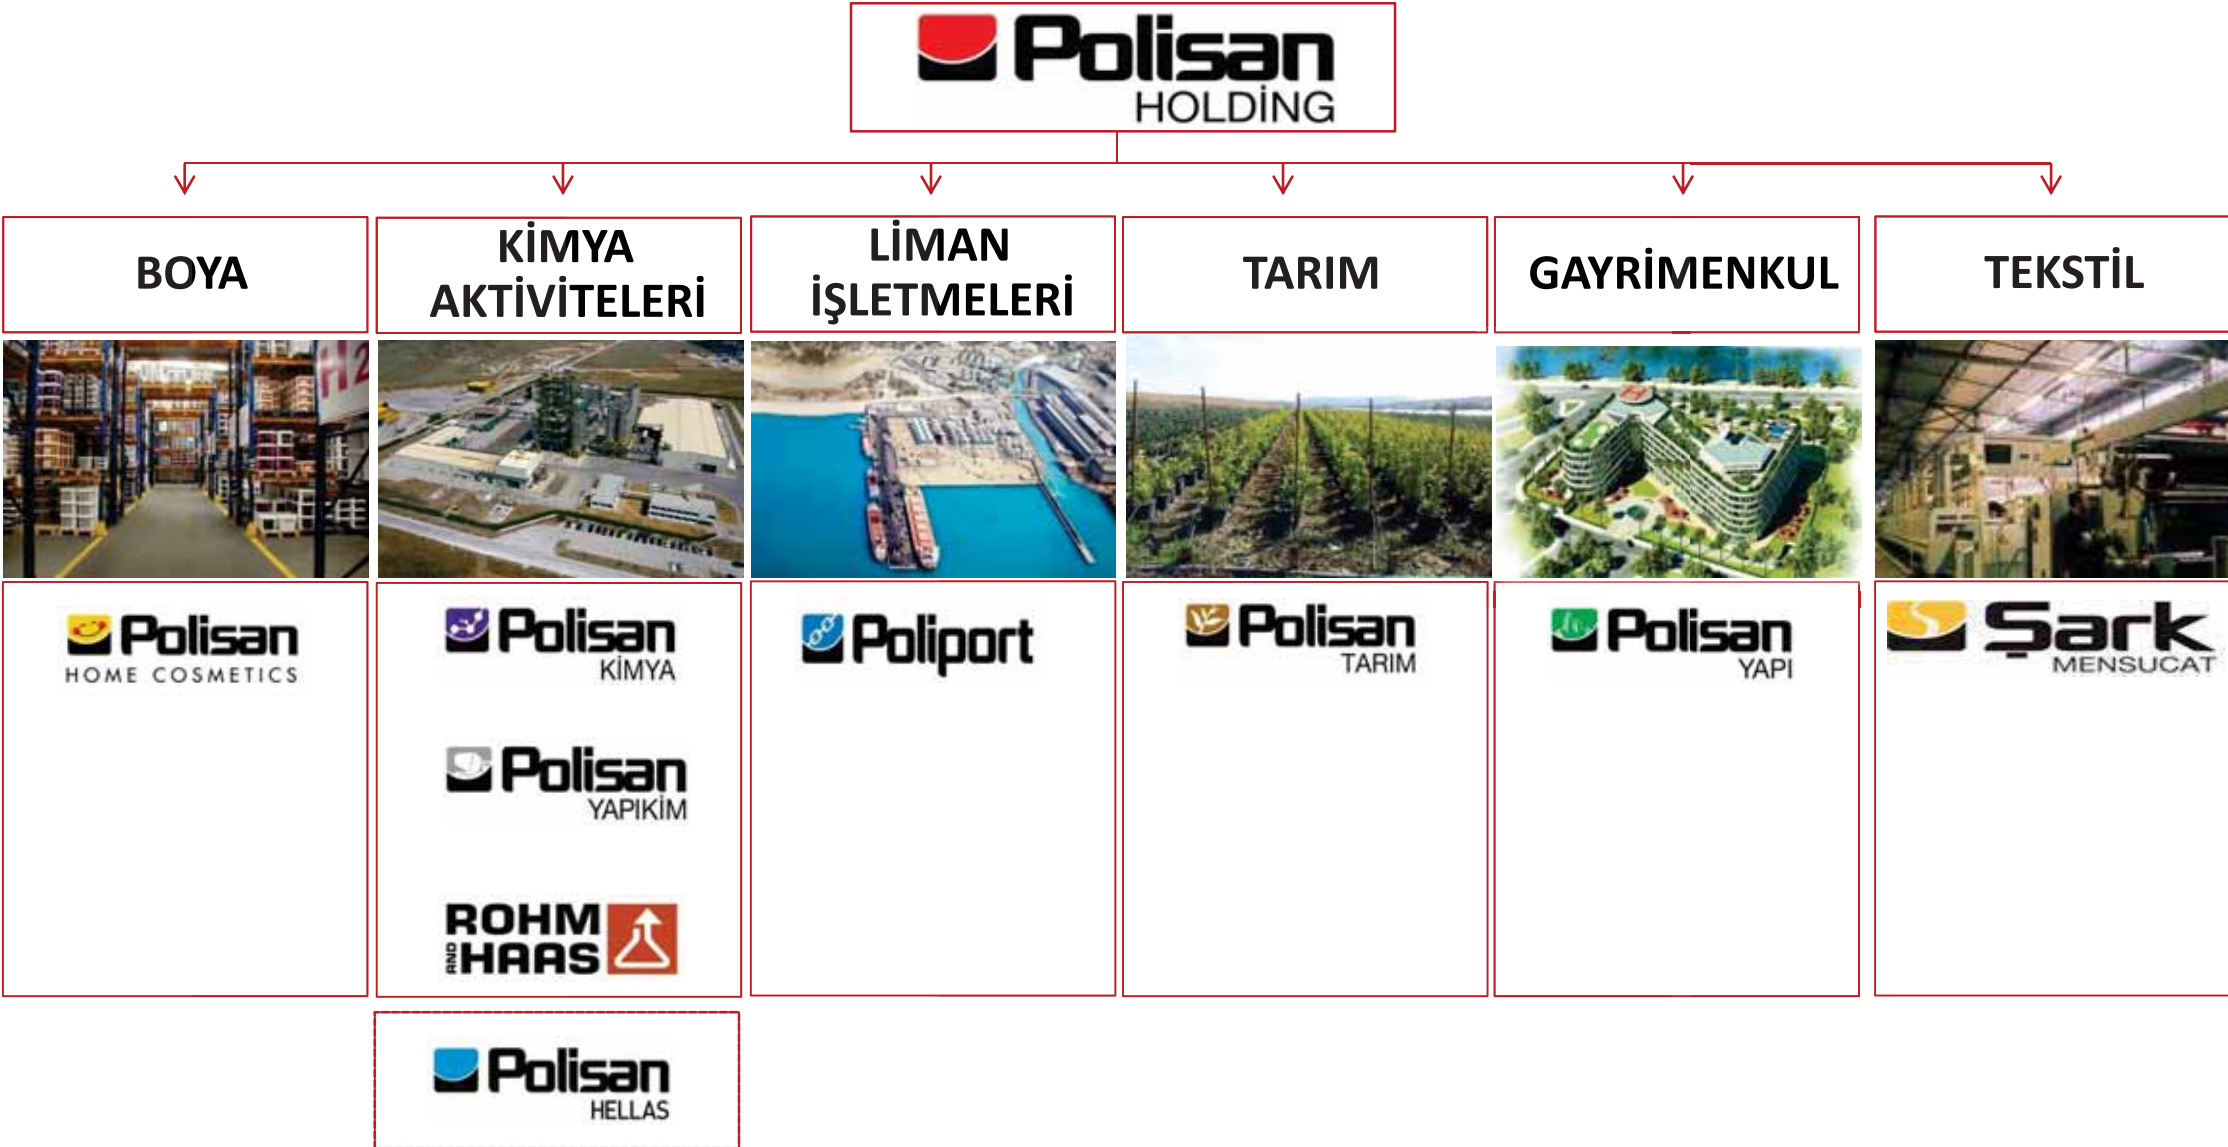 Polisan
HOLDİNG
BOYA
KİMYA
AKTİVİTELERİ
LİMAN
İŞLETMELERİ
TARIM
GAYRİMENKUL
TEKSTİL
H2
H
Polisan
HOME COSMETICS
Polisan
KİMYA
Polisan
YAPIKİM
ROHM
AND
HAAS
Polisan
HELLAS
Poliport
Polisan
TARIM
Polisan
YAPI
Şark
MENSUCAT